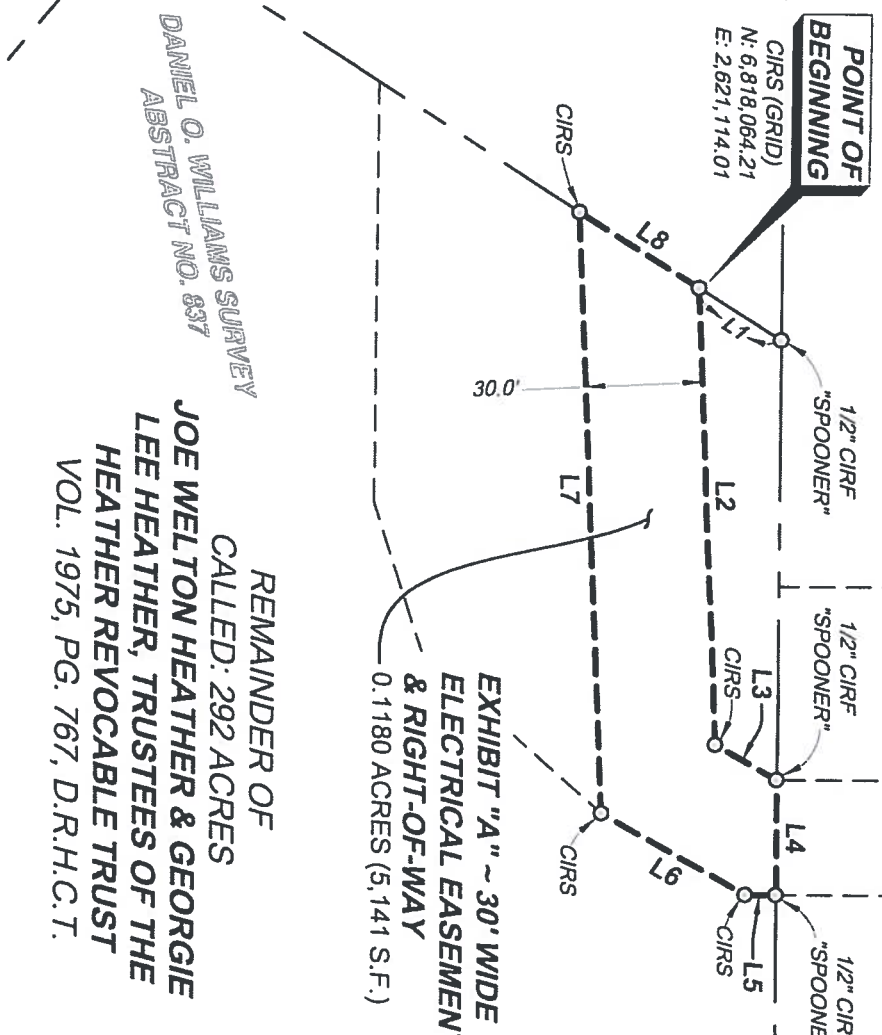 POINT OF
BEGINNING
CIRS (GRID)
N: 6,818,064.21
E: 2,621,114.01
1/2" CIRF
"SPOONER"
1/2" CIRF
"SPOONER"
1/2" CIR
"SPOONE
L1
L8
CIRS
30.0'
L2
L7
L3
CIRS
L4
L5
CIRS
L6
CIRS
EXHIBIT "A" ~ 30' WIDE
ELECTRICAL EASEMEN
& RIGHT-OF-WAY
0.1180 ACRES (5,141 S.F.)
DANIEL O. WILLIAMS SURVEY
ABSTRACT NO. 837
REMAINDER OF
CALLED: 292 ACRES
JOE WELTON HEATHER & GEORGIE
LEE HEATHER, TRUSTEES OF THE
HEATHER REVOCABLE TRUST
VOL. 1975, PG. 767, D.R.H.C.T.